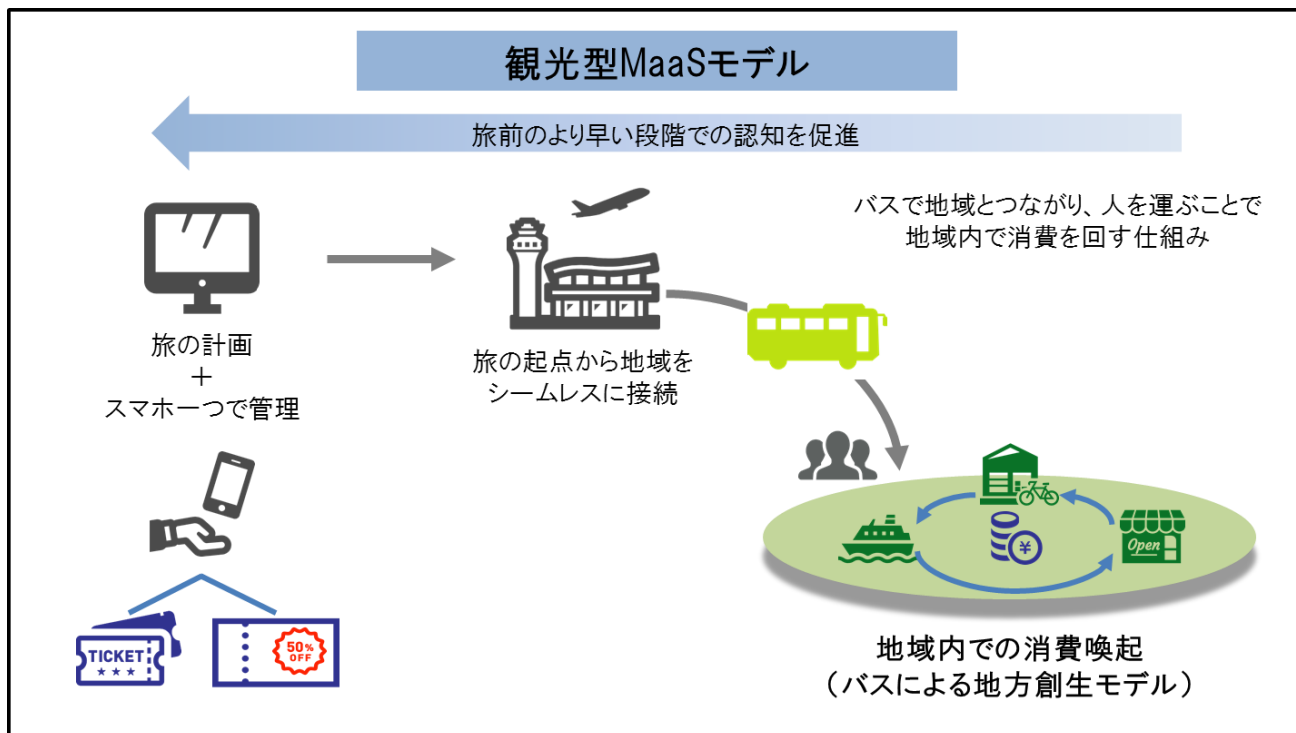 観光型MaaSモデル
旅前のより早い段階での認知を促進
バスで地域とつながり、人を運ぶことで
地域内で消費を回す仕組み
旅の計画
＋
スマホ一つで管理
旅の起点から地域を
シームレスに接続
TICKET
50%
OFF
¥
Open
地域内での消費喚起
（バスによる地方創生モデル）